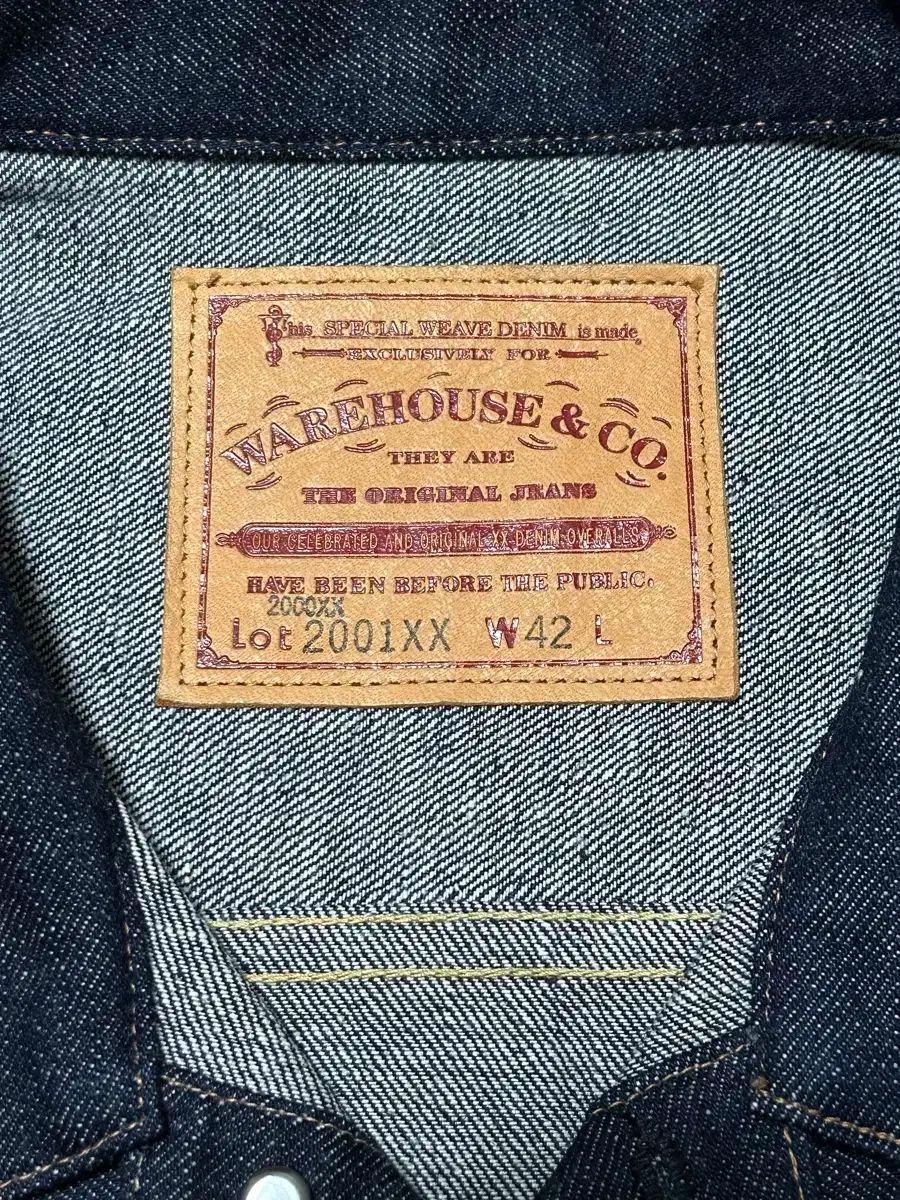 This SPECIAL WEAVE DENIM is made
EXCLUSIVELY FOR
WAREHOUSE & CO.
THEY ARE
THE ORIGINAL JEANS
OUR CELEBRATED AND ORIGINAL XX DENIM OVERALLS
HAVE BEEN BEFORE THE PUBLIC.
2000XX
Lot 2001XX W 42 L